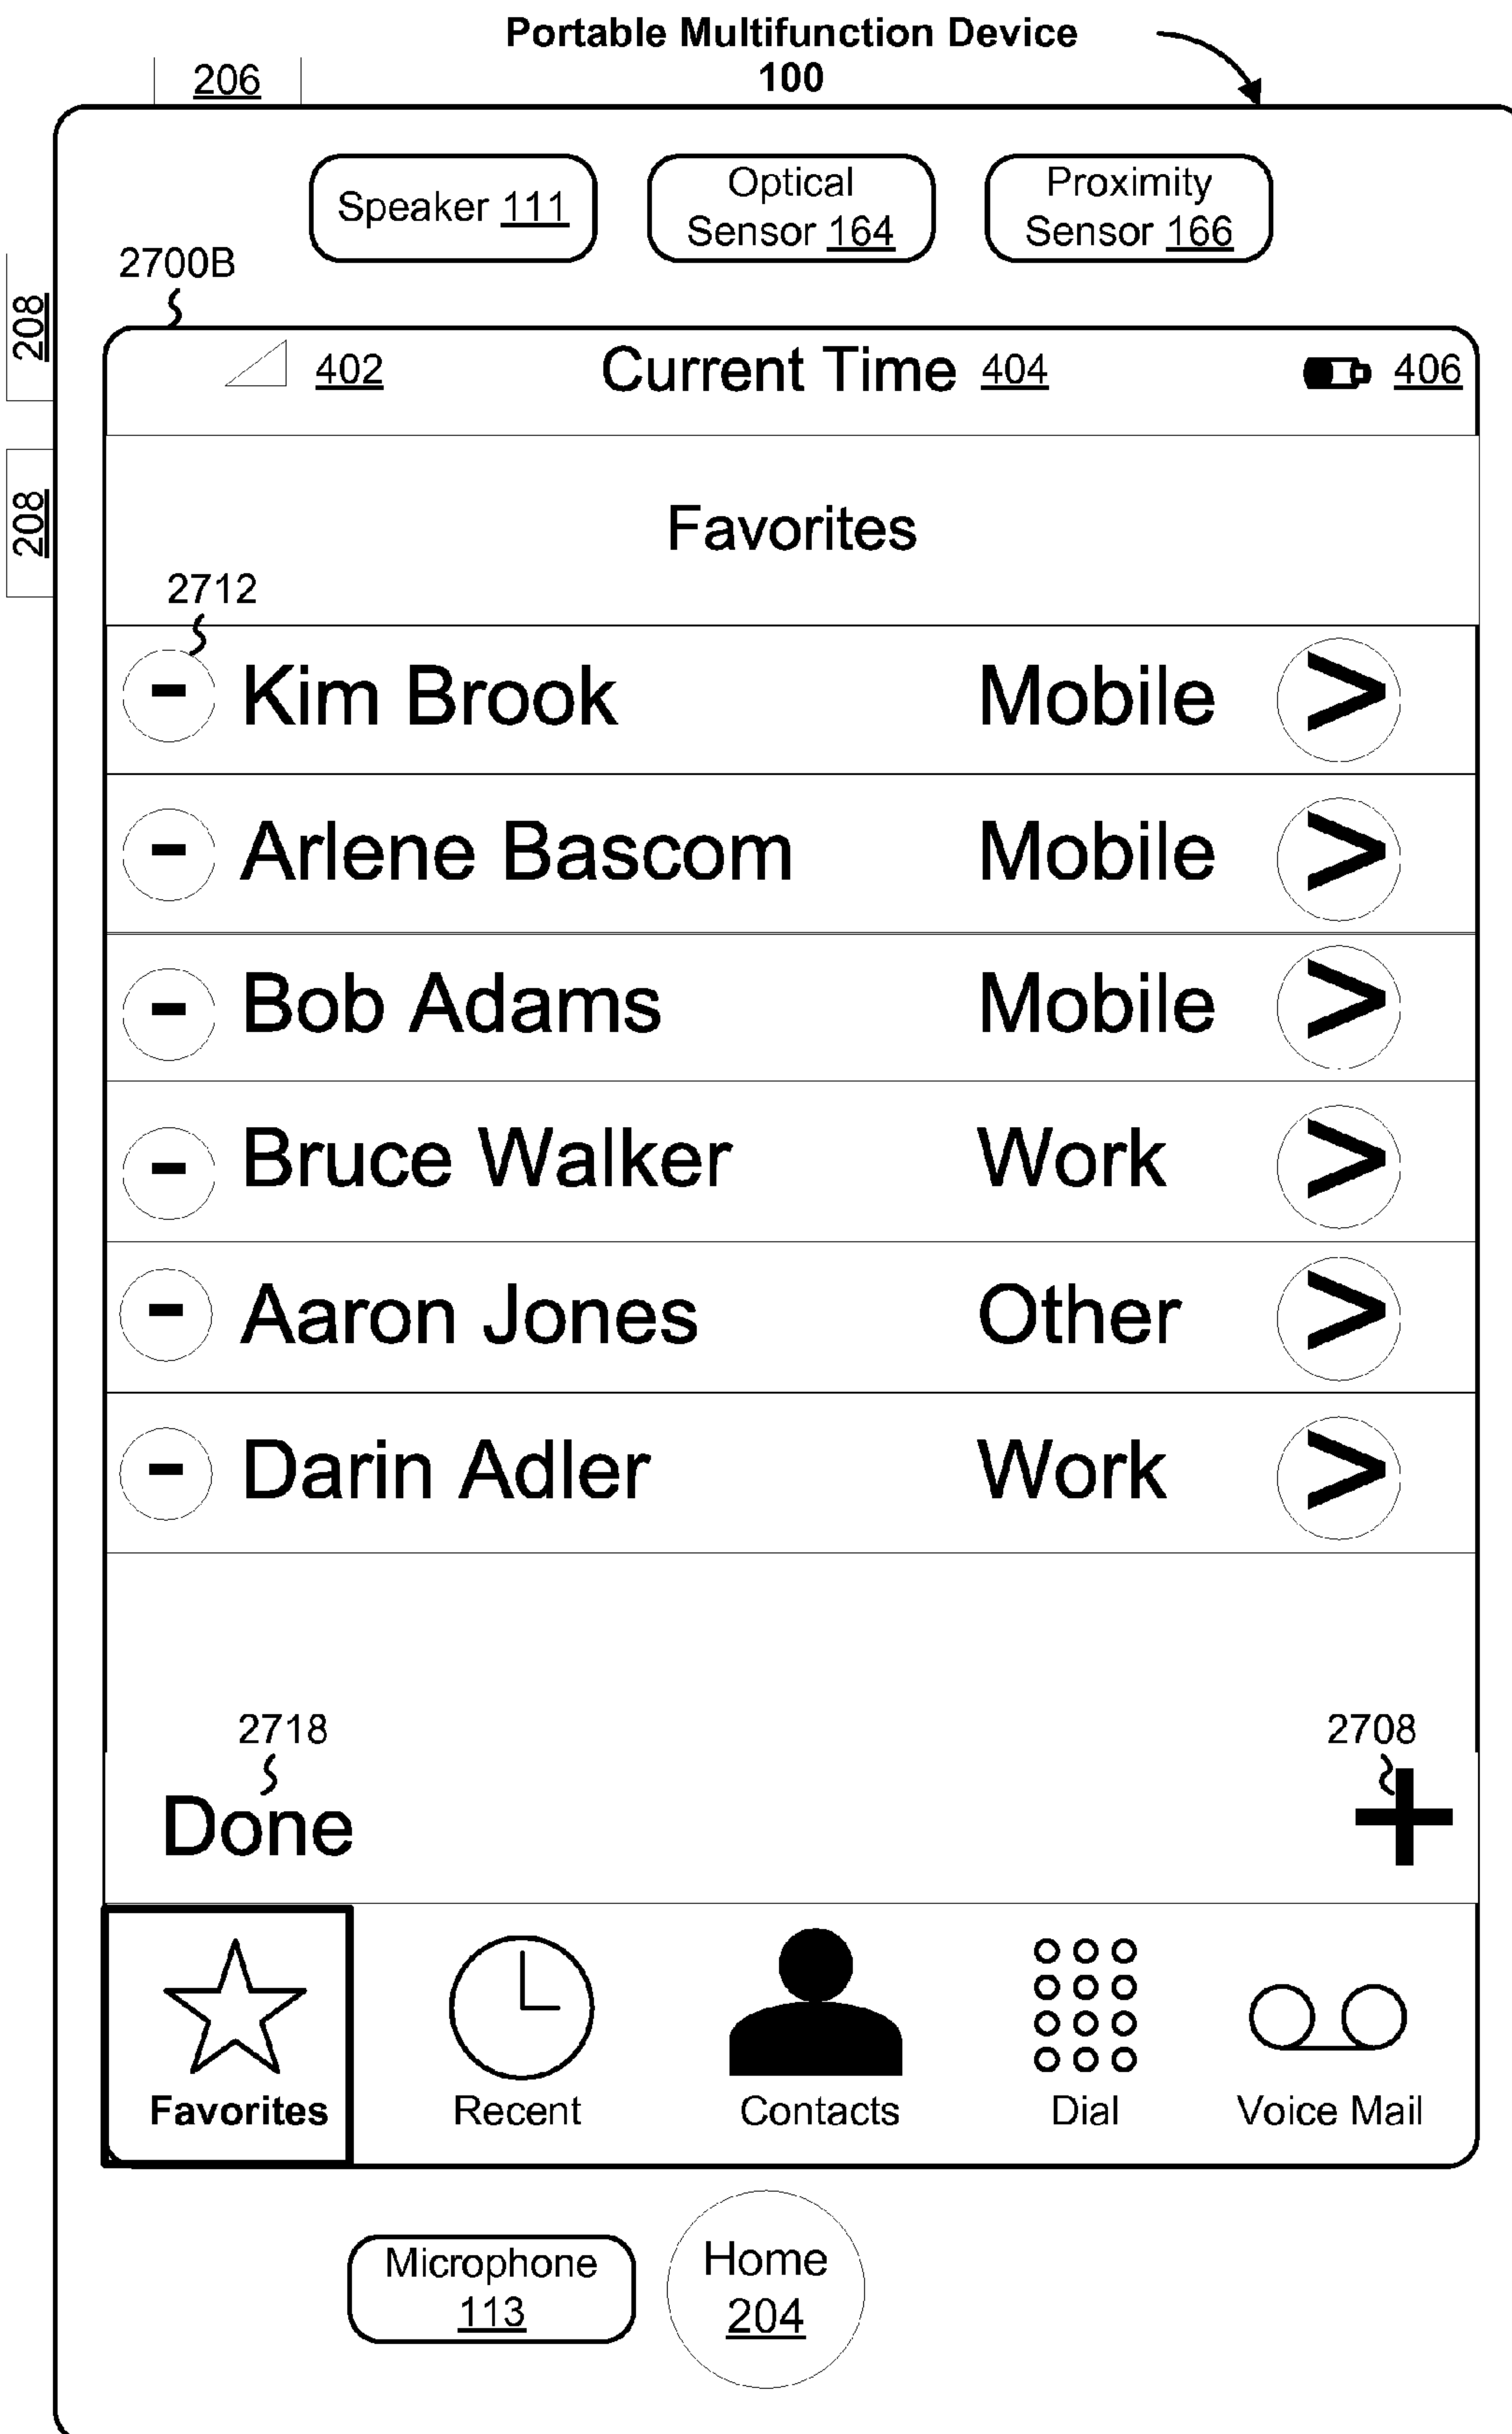 Portable Multifunction Device
100
206
Speaker 111
Optical
Sensor 164
Proximity
Sensor 166
2700B
208
402 Current Time 404 406
208
Favorites
2712
- Kim Brook Mobile >
- Arlene Bascom Mobile >
- Bob Adams Mobile >
- Bruce Walker Work >
- Aaron Jones Other >
- Darin Adler Work >
2718 2708
Done +
Favorites Recent Contacts Dial Voice Mail
Microphone
113
Home
204